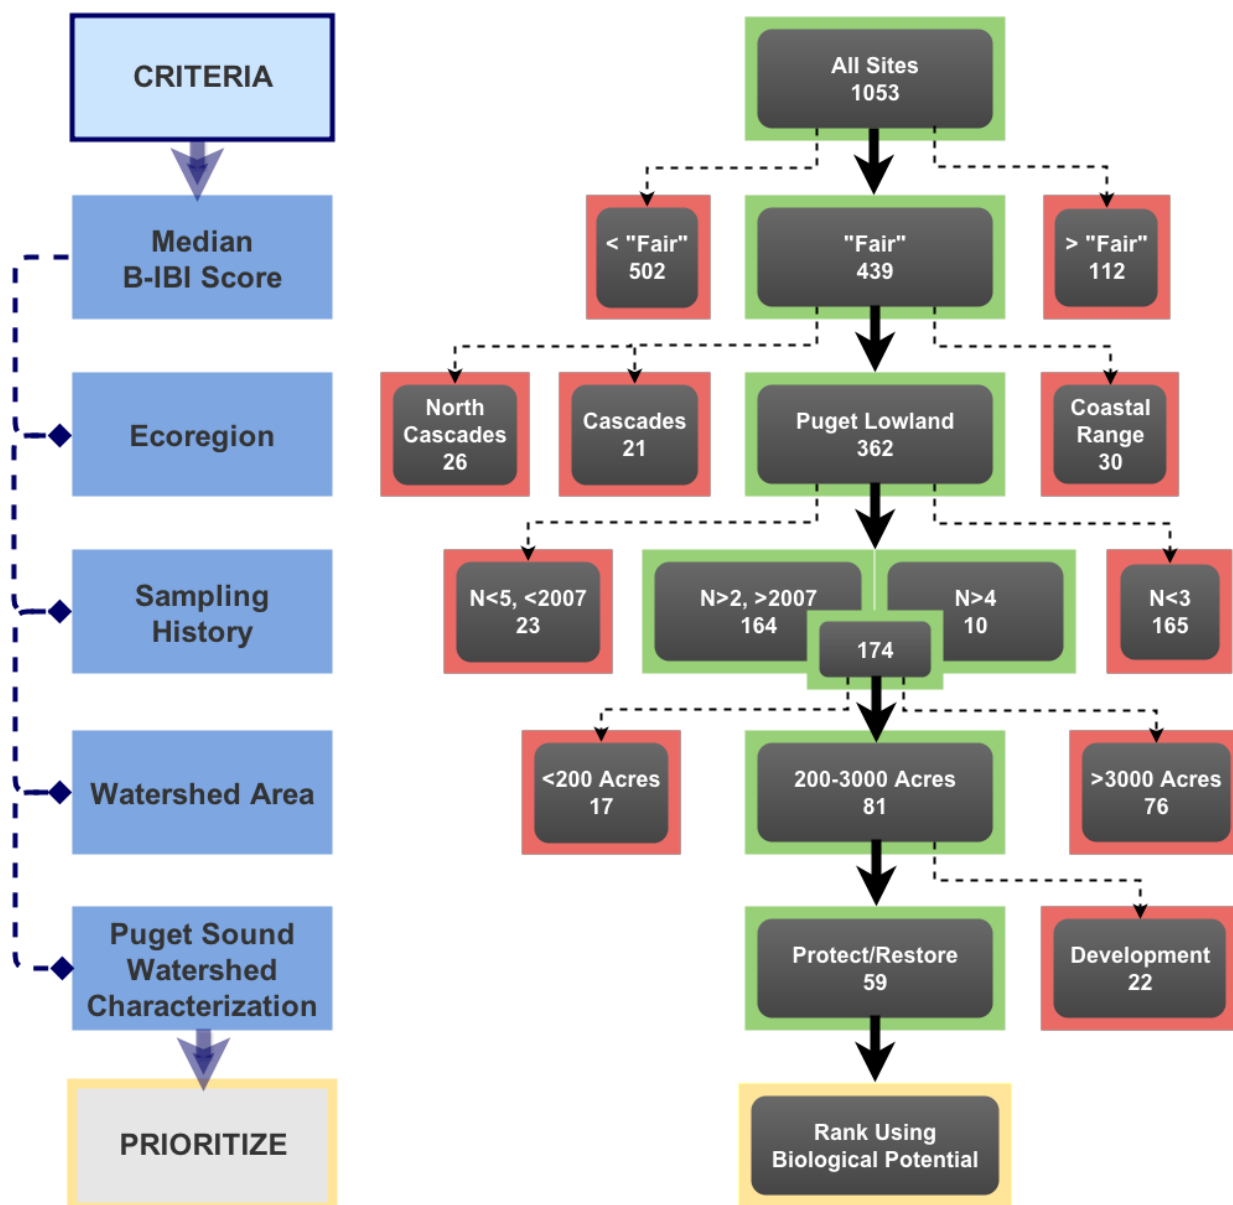 CRITERIA
All Sites
1053
Median
B-IBI Score
< "Fair"
502
"Fair"
439
> "Fair"
112
Ecoregion
North
Cascades
26
Cascades
21
Puget Lowland
362
Coastal
Range
30
Sampling
History
N<5, <2007
23
N>2, >2007
164
N>4
10
174
N<3
165
Watershed Area
<200 Acres
17
200-3000 Acres
81
>3000 Acres
76
Puget Sound
Watershed
Characterization
Protect/Restore
59
Development
22
PRIORITIZE
Rank Using
Biological Potential